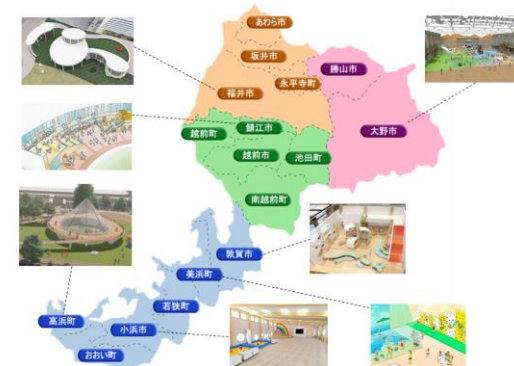 あわら市
坂井市
勝山市
永平寺町
福井市
鯖江市
越前町
大野市
越前市
池田町
南越前町
敦賀市
美浜町
若狭町
高浜町
小浜市
おおい町